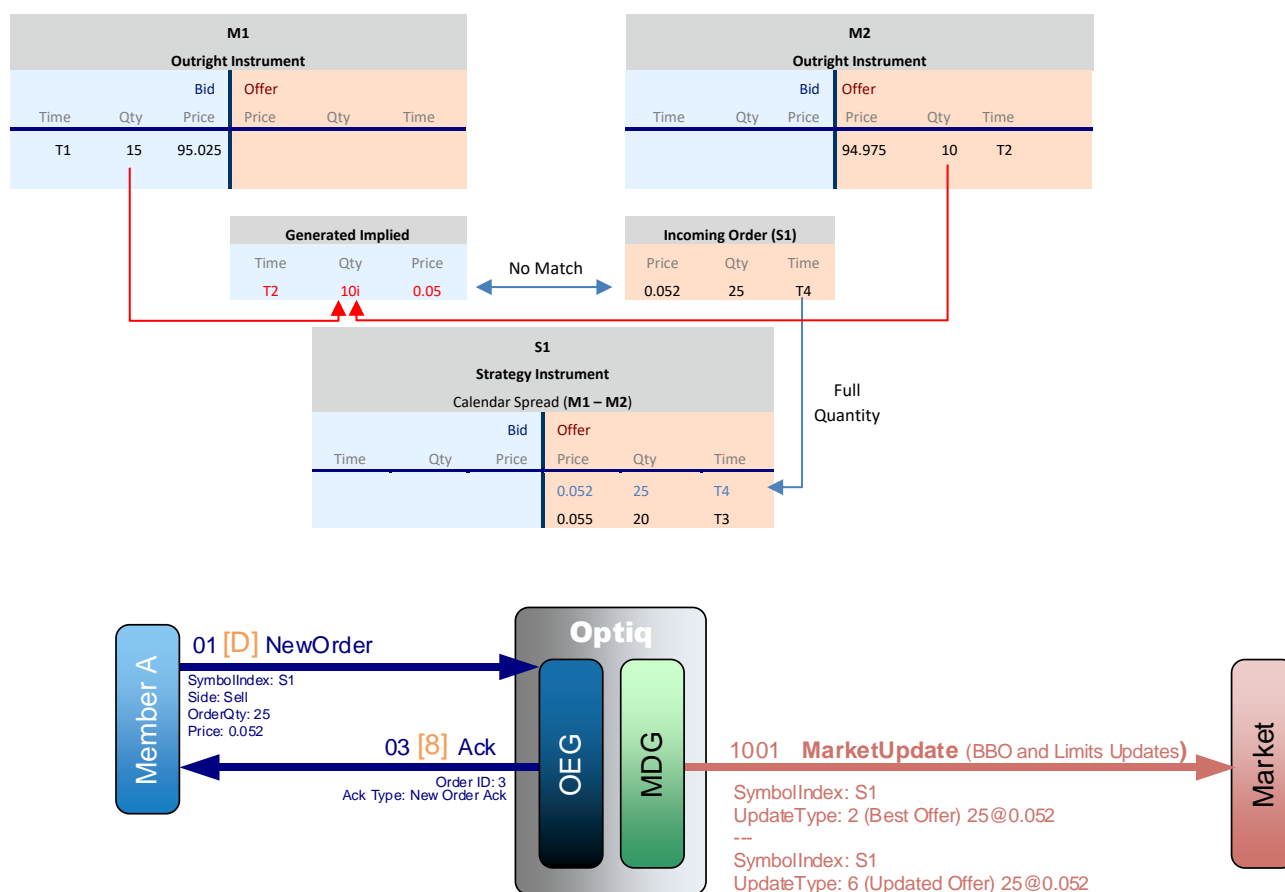 M1
Outright Instrument
Bid Offer
Time Qty Price Price Qty Time
T1 15 95.025
M2
Outright Instrument
Bid Offer
Time Qty Price Price Qty Time
94.975 10 T2
Generated Implied
Time Qty Price
T2 10i 0.05
No Match
Incoming Order (S1)
Price Qty Time
0.052 25 T4
Full
Quantity
S1
Strategy Instrument
Calendar Spread (M1 – M2)
Bid Offer
Time Qty Price Price Qty Time
0.052 25 T4
0.055 20 T3
Member A
01 [D] NewOrder
SymbolIndex: S1
Side: Sell
OrderQty: 25
Price: 0.052
03 [8] Ack
Order ID: 3
Ack Type: New Order Ack
Optiq
OEG
MDG
1001 MarketUpdate (BBO and Limits Updates)
SymbolIndex: S1
UpdateType: 2 (Best Offer) 25@0.052
---
SymbolIndex: S1
UpdateType: 6 (Updated Offer) 25@0.052
Market